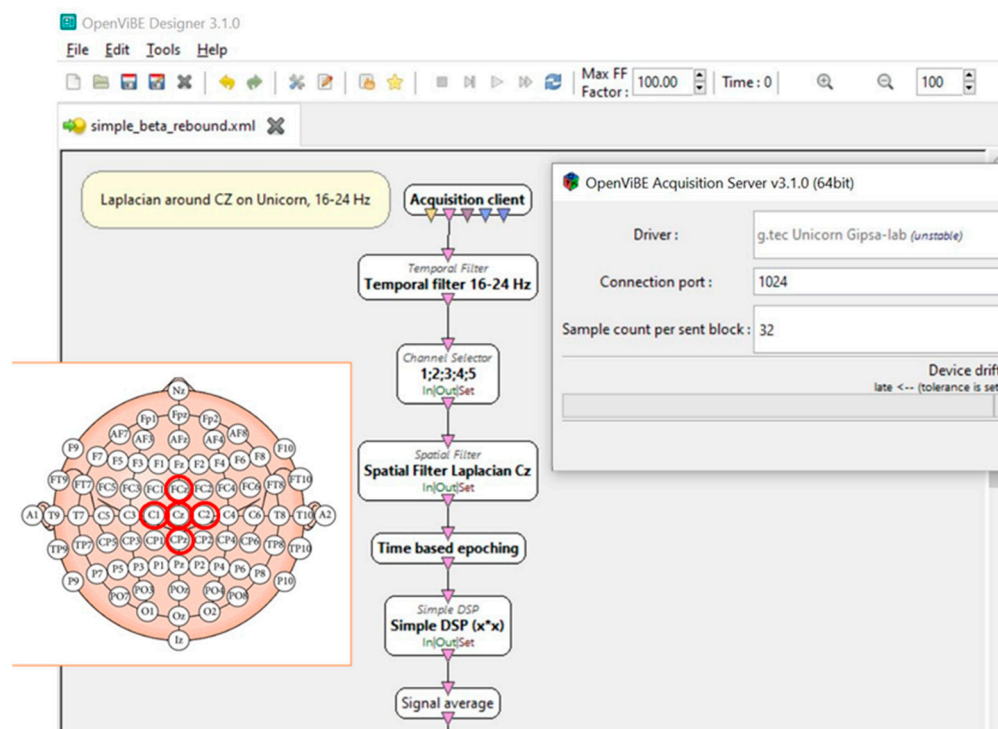 OpenViBE Designer 3.1.0
File Edit Tools Help
Max FF Factor: 100.00 Time: 0 100
simple_beta_rebound.xml
Laplacian around CZ on Unicorn, 16-24 Hz
Acquisition client
Temporal Filter
Temporal filter 16-24 Hz
Channel Selector
1;2;3;4;5
In|Out|Set
Spatial Filter
Spatial Filter Laplacian Cz
In|Out|Set
Time based epoching
Simple DSP
Simple DSP (x*x)
In|Out|Set
Signal average
OpenViBE Acquisition Server v3.1.0 (64bit)
Driver: g.tec Unicorn Gipsa-lab (unstable)
Connection port: 1024
Sample count per sent block: 32
Device drift
late <-- (tolerance is set
Nz
Fp1 Fpz Fp2
AF7 AF3 AFz AF4 AF8
F9 F7 F5 F3 F1 Fz F2 F4 F6 F8 F10
FT9 FT7 FC5 FC3 FC1 FCz FC2 FC4 FC6 FT8 FT10
A1 T9 T7 C5 C3 C1 Cz C2 C4 C6 T8 T10 A2
TP9 TP7 CP5 CP3 CP1 CPz CP2 CP4 CP6 TP8 TP10
P9 P7 P5 P3 P1 Pz P2 P4 P6 P8 P10
PO7 PO3 POz PO4 PO8
O1 Oz O2
Iz